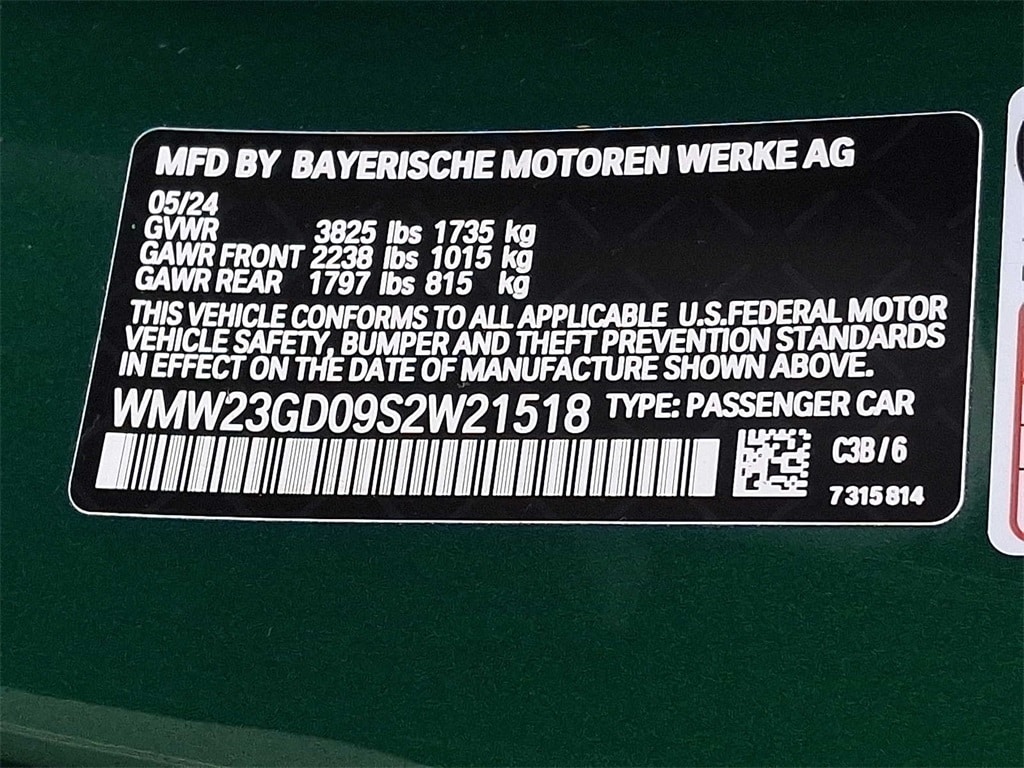 MFD BY BAYERISCHE MOTOREN WERKE AG
05/24
GVWR 3825 lbs 1735 kg
GAWR FRONT 2238 lbs 1015 kg
GAWR REAR 1797 lbs 815 kg
THIS VEHICLE CONFORMS TO ALL APPLICABLE U.S.FEDERAL MOTOR
VEHICLE SAFETY, BUMPER AND THEFT PREVENTION STANDARDS
IN EFFECT ON THE DATE OF MANUFACTURE SHOWN ABOVE.
WMW23GD09S2W21518 TYPE: PASSENGER CAR
C3B/6
7315814